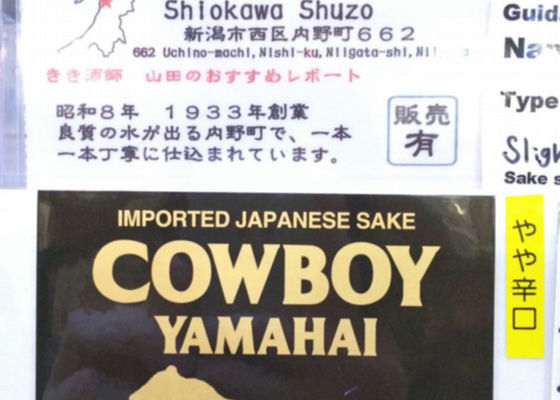 Shiokawa Shuzo
新潟市西区内野町662
662 Uchino-machi, Nishi-ku, Niigata-shi,
きき酒師 山田のおすすめレポート
昭和8年 1933年創業
良質の水が出る内野町で、一本
一本丁寧に仕込まれています。
販売
有
IMPORTED JAPANESE SAKE
COWBOY
YAMAHAI
Type
Sake
やや辛口